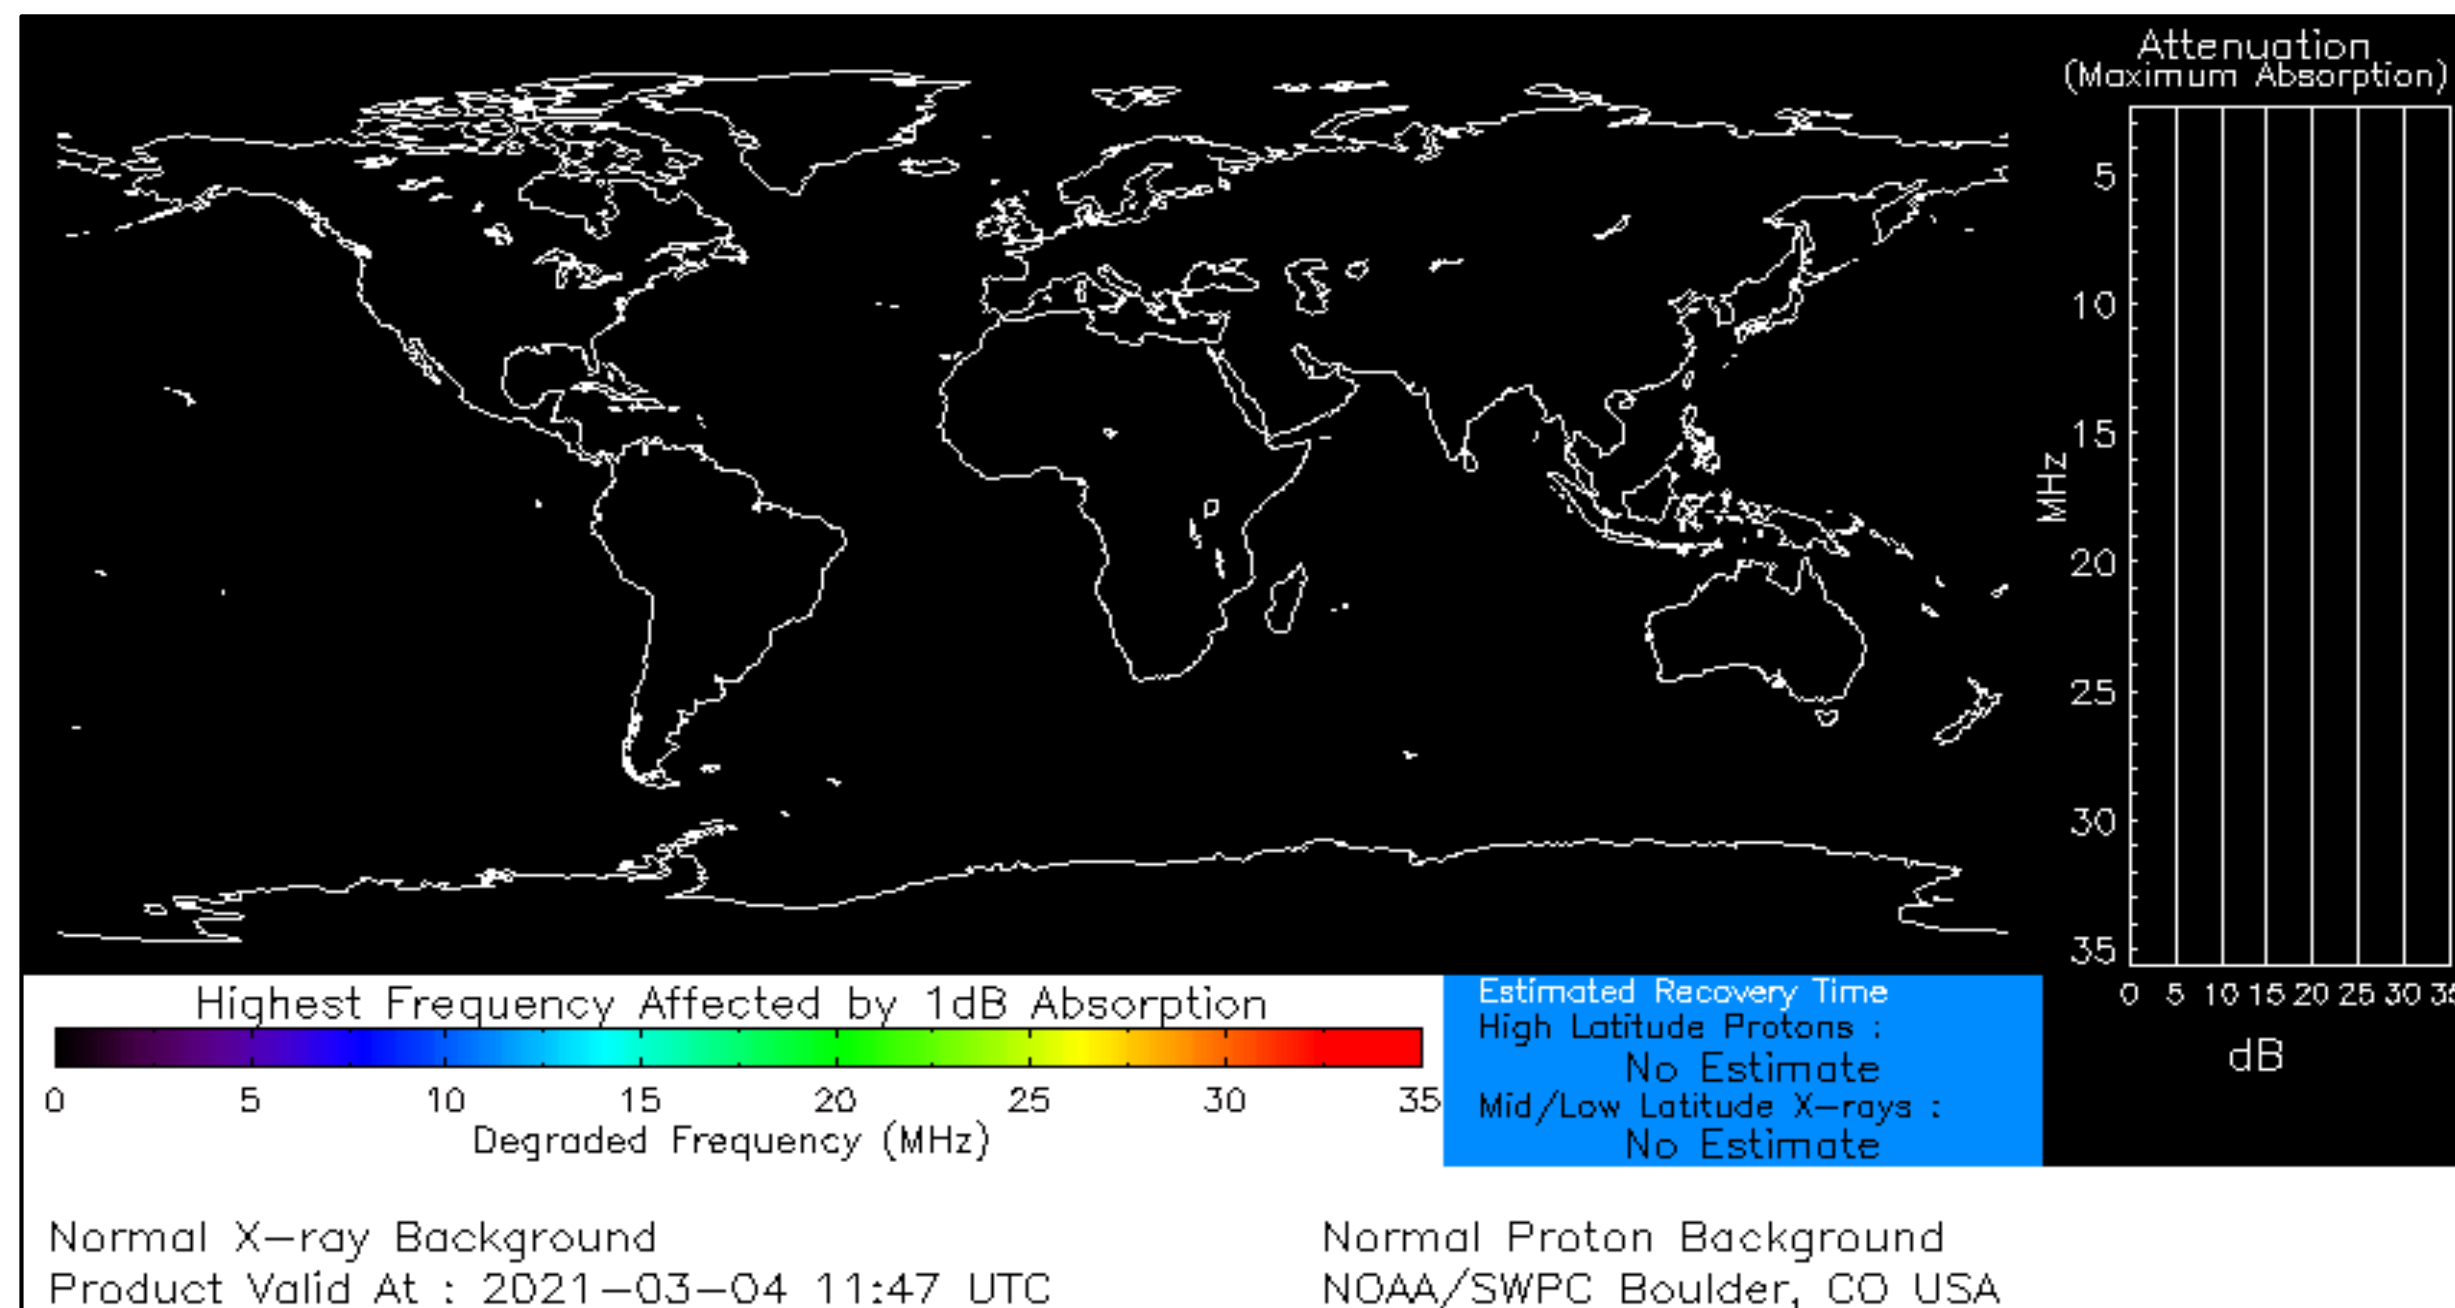 Attenuation
(Maximum Absorption)
5
10
15
20
25
30
35
MHz
0 5 10 15 20 25 30
dB
Highest Frequency Affected by 1dB Absorption
0 5 10 15 20 25 30 35
Degraded Frequency (MHz)
Estimated Recovery Time
High Latitude Protons :
No Estimate
Mid/Low Latitude X-rays :
No Estimate
Normal X-ray Background
Normal Proton Background
Product Valid At : 2021-03-04 11:47 UTC
NOAA/SWPC Boulder, CO USA